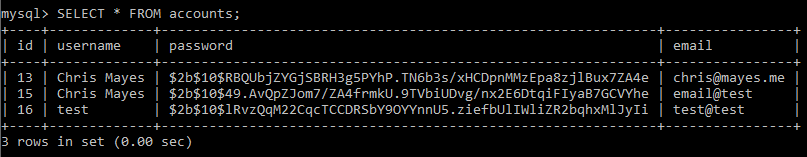 mysql> SELECT * FROM accounts;
+----+-------------+--------------------------------------------------------------+----------------+
| id | username    | password                                                     | email          |
+----+-------------+--------------------------------------------------------------+----------------+
| 13 | Chris Mayes | $2b$10$RBQUbjZYGjSBRH3g5PYhP.TN6b3s/xHCDpnMMzEpa8zjlBux7ZA4e | chris@mayes.me |
| 15 | Chris Mayes | $2b$10$49.AvQpZJom7/ZA4frmkU.9TVbiUDvg/nx2E6DtqiFIyaB7GCVYhe | email@test     |
| 16 | test        | $2b$10$lRvzQqM22CqcTCCDRSbY9OYYnnU5.ziefbUlIWliZR2bqhxMlJyIi | test@test      |
+----+-------------+--------------------------------------------------------------+----------------+
3 rows in set (0.00 sec)